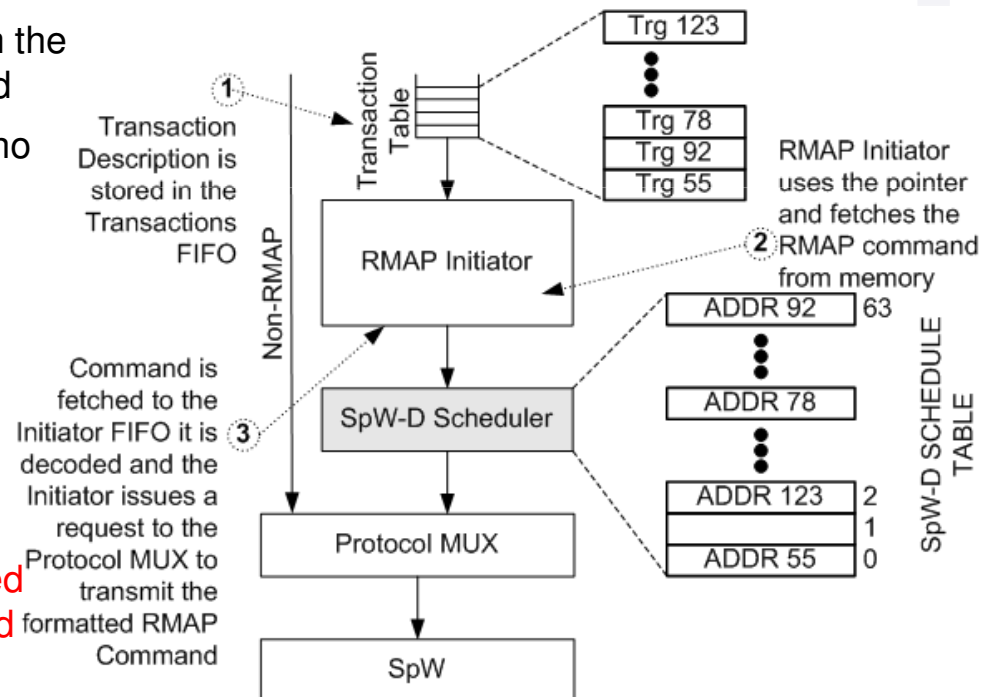 n the
d
no
ed
d
1
Transaction
Description is
stored in the
Transactions
FIFO
Transaction
Table
Trg 123
Trg 78
Trg 92
Trg 55
RMAP Initiator
uses the pointer
and fetches the
2 RMAP command
from memory
Non-RMAP
RMAP Initiator
Command is
fetched to the
Initiator FIFO it is 3
decoded and the
Initiator issues a
request to the
Protocol MUX to
transmit the
formatted RMAP
Command
SpW-D Scheduler
Protocol MUX
SpW
ADDR 92 63
ADDR 78
ADDR 123 2
1
ADDR 55 0
SpW-D SCHEDULE
TABLE